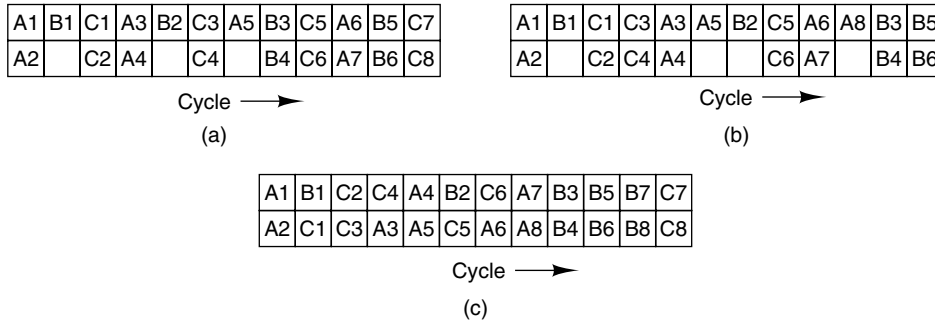 A1 B1 C1 A3 B2 C3 A5 B3 C5 A6 B5 C7
A2 C2 A4 C4 B4 C6 A7 B6 C8
Cycle
(a)
A1 B1 C1 C3 A3 A5 B2 C5 A6 A8 B3 B5
A2 C2 C4 A4 C6 A7 B4 B6
Cycle
(b)
A1 B1 C2 C4 A4 B2 C6 A7 B3 B5 B7 C7
A2 C1 C3 A3 A5 C5 A6 A8 B4 B6 B8 C8
Cycle
(c)